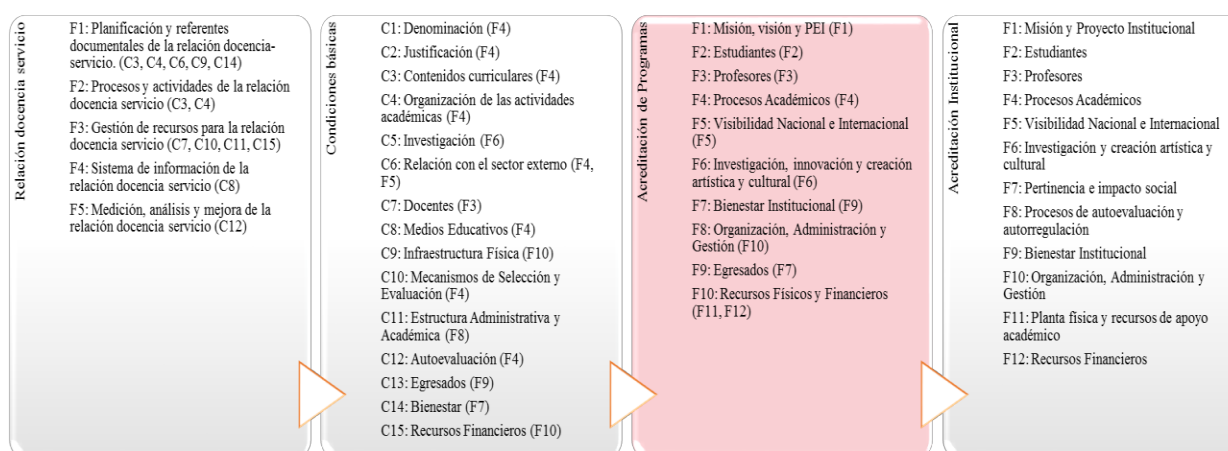 Relación docencia servicio
F1: Planificación y referentes
documentales de la relación docencia-
servicio. (C3, C4, C6, C9, C14)
F2: Procesos y actividades de la relación
docencia servicio (C3, C4)
F3: Gestión de recursos para la relación
docencia servicio (C7, C10, C11, C15)
F4: Sistema de información de la
relación docencia servicio (C8)
F5: Medición, análisis y mejora de la
relación docencia servicio (C12)
Condiciones básicas
C1: Denominación (F4)
C2: Justificación (F4)
C3: Contenidos curriculares (F4)
C4: Organización de las actividades
académicas (F4)
C5: Investigación (F6)
C6: Relación con el sector externo (F4,
F5)
C7: Docentes (F3)
C8: Medios Educativos (F4)
C9: Infraestructura Física (F10)
C10: Mecanismos de Selección y
Evaluación (F4)
C11: Estructura Administrativa y
Académica (F8)
C12: Autoevaluación (F4)
C13: Egresados (F9)
C14: Bienestar (F7)
C15: Recursos Financieros (F10)
Acreditación de Programas
F1: Misión, visión y PEI (F1)
F2: Estudiantes (F2)
F3: Profesores (F3)
F4: Procesos Académicos (F4)
F5: Visibilidad Nacional e Internacional
(F5)
F6: Investigación, innovación y creación
artística y cultural (F6)
F7: Bienestar Institucional (F9)
F8: Organización, Administración y
Gestión (F10)
F9: Egresados (F7)
F10: Recursos Físicos y Financieros
(F11, F12)
Acreditación Institucional
F1: Misión y Proyecto Institucional
F2: Estudiantes
F3: Profesores
F4: Procesos Académicos
F5: Visibilidad Nacional e Internacional
F6: Investigación y creación artística y
cultural
F7: Pertinencia e impacto social
F8: Procesos de autoevaluación y
autorregulación
F9: Bienestar Institucional
F10: Organización, Administración y
Gestión
F11: Planta física y recursos de apoyo
académico
F12: Recursos Financieros